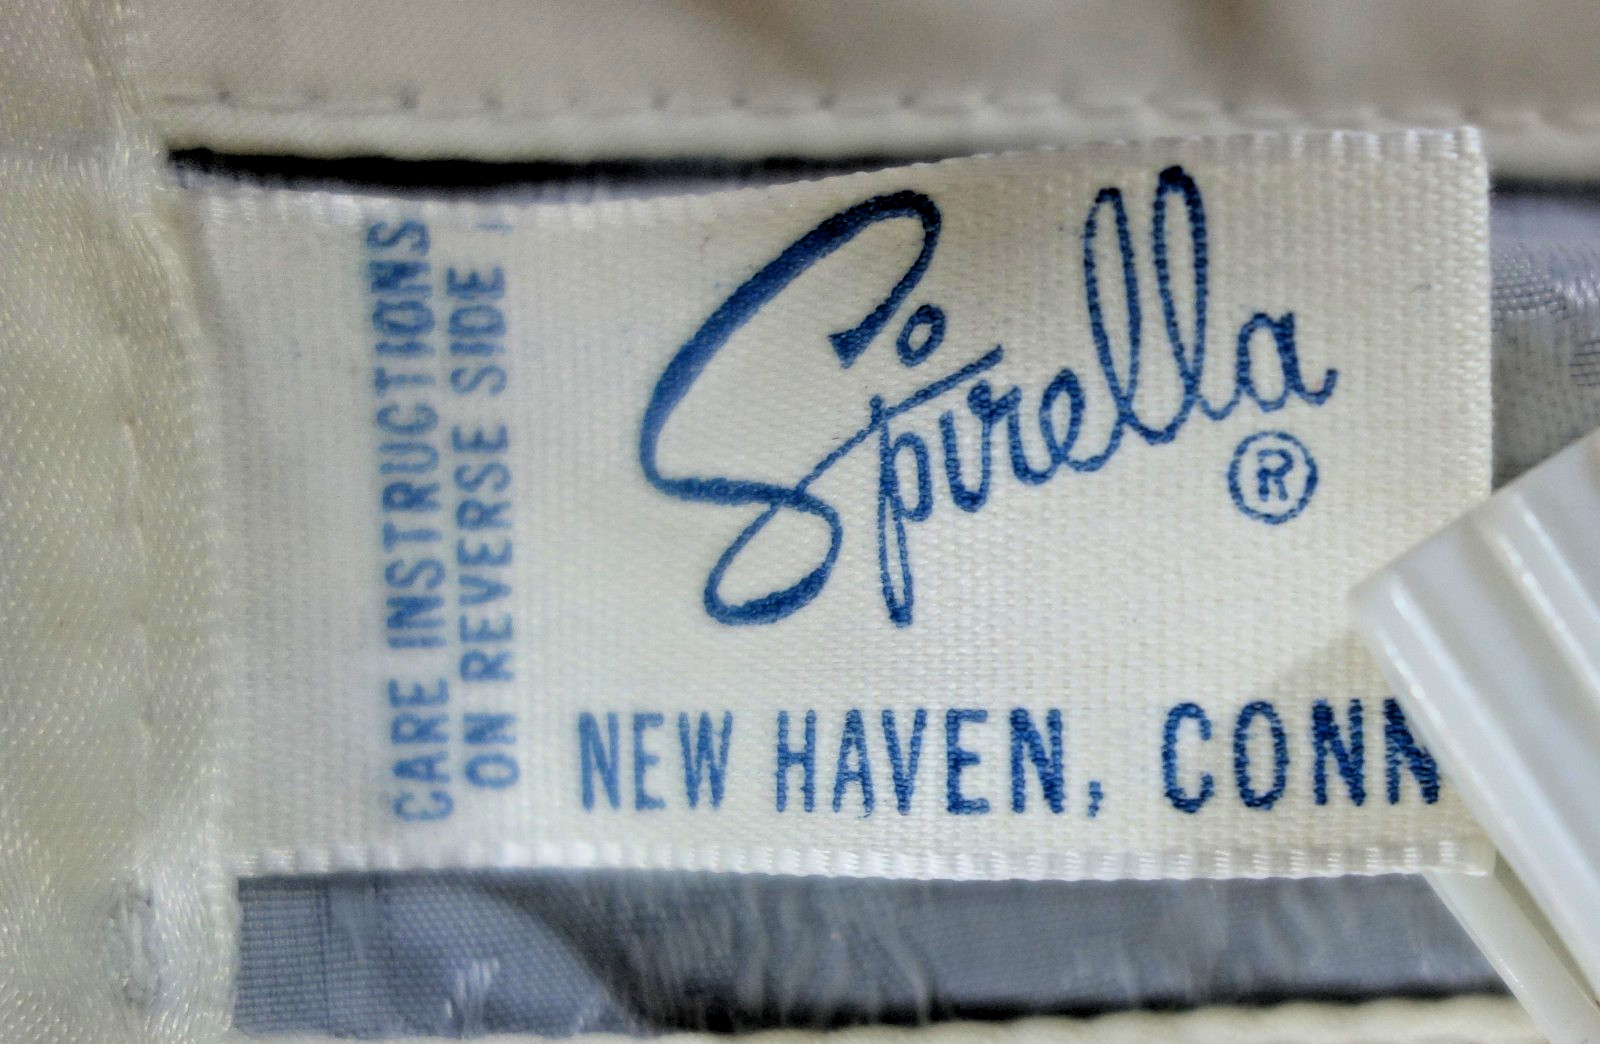 Spirella
®
NEW HAVEN, CONN
CARE INSTRUCTIONS
ON REVERSE SIDE